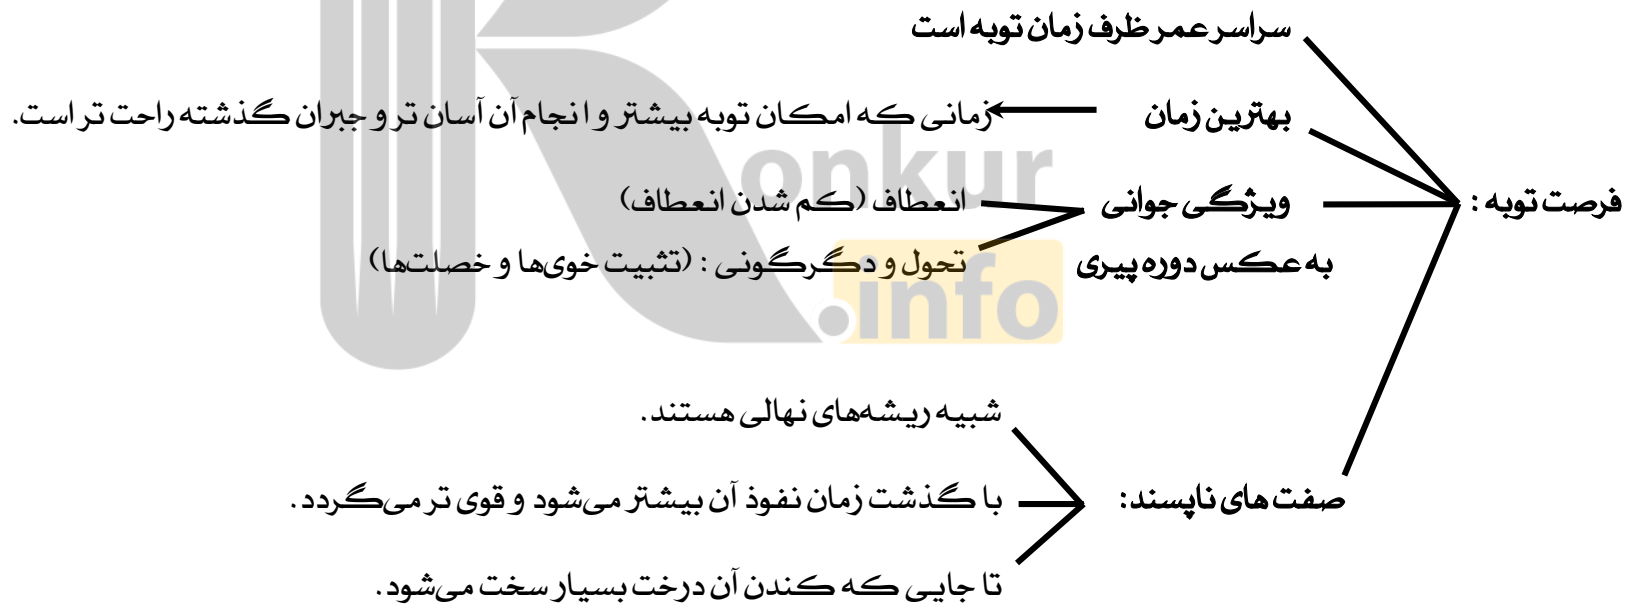 سراسر عمر ظرف زمان توبه است
بهترین زمان
زمانی که امکان توبه بیشتر و انجام آن آسان تر و جبران گذشته راحت تر است.
فرصت توبه :
ویژگی جوانی
انعطاف (کم شدن انعطاف)
به عکس دوره پیری
تحول و دگرگونی : (تثبیت خوی‌ها و خصلت‌ها)
شبیه ریشه‌های نهالی هستند.
صفت های ناپسند:
با گذشت زمان نفوذ آن بیشتر می‌شود و قوی تر می‌گردد.
تا جایی که کندن آن درخت بسیار سخت می‌شود.
Konkur
.info